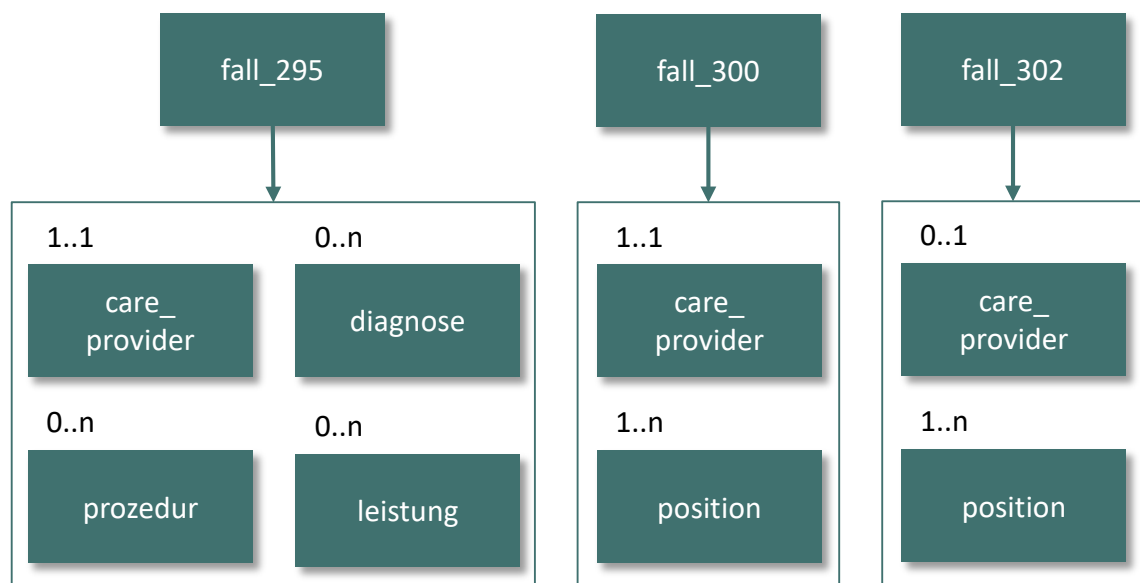 fall_295
fall_300
fall_302
1..1
0..n
care_
provider
diagnose
0..n
0..n
prozedur
leistung
1..1
care_
provider
1..n
position
0..1
care_
provider
1..n
position